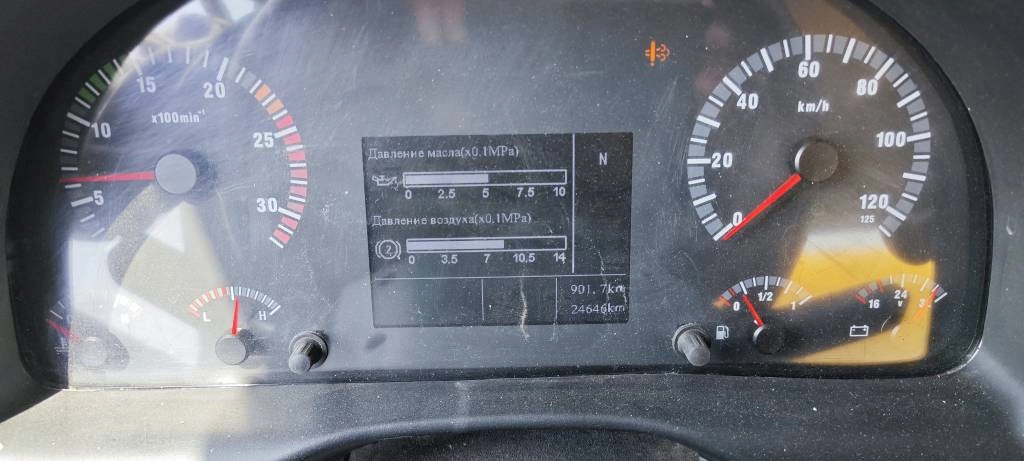 5
10
15
20
25
30
x100min⁻¹
L
H
Давление масла(x0.1MPa)
0 2.5 5 7.5 10
Давление воздуха(x0.1MPa)
2
0 3.5 7 10.5 14
N
901.7km
24646km
0
20
40
60
80
100
120
125
km/h
0
1/2
1
16
24
V